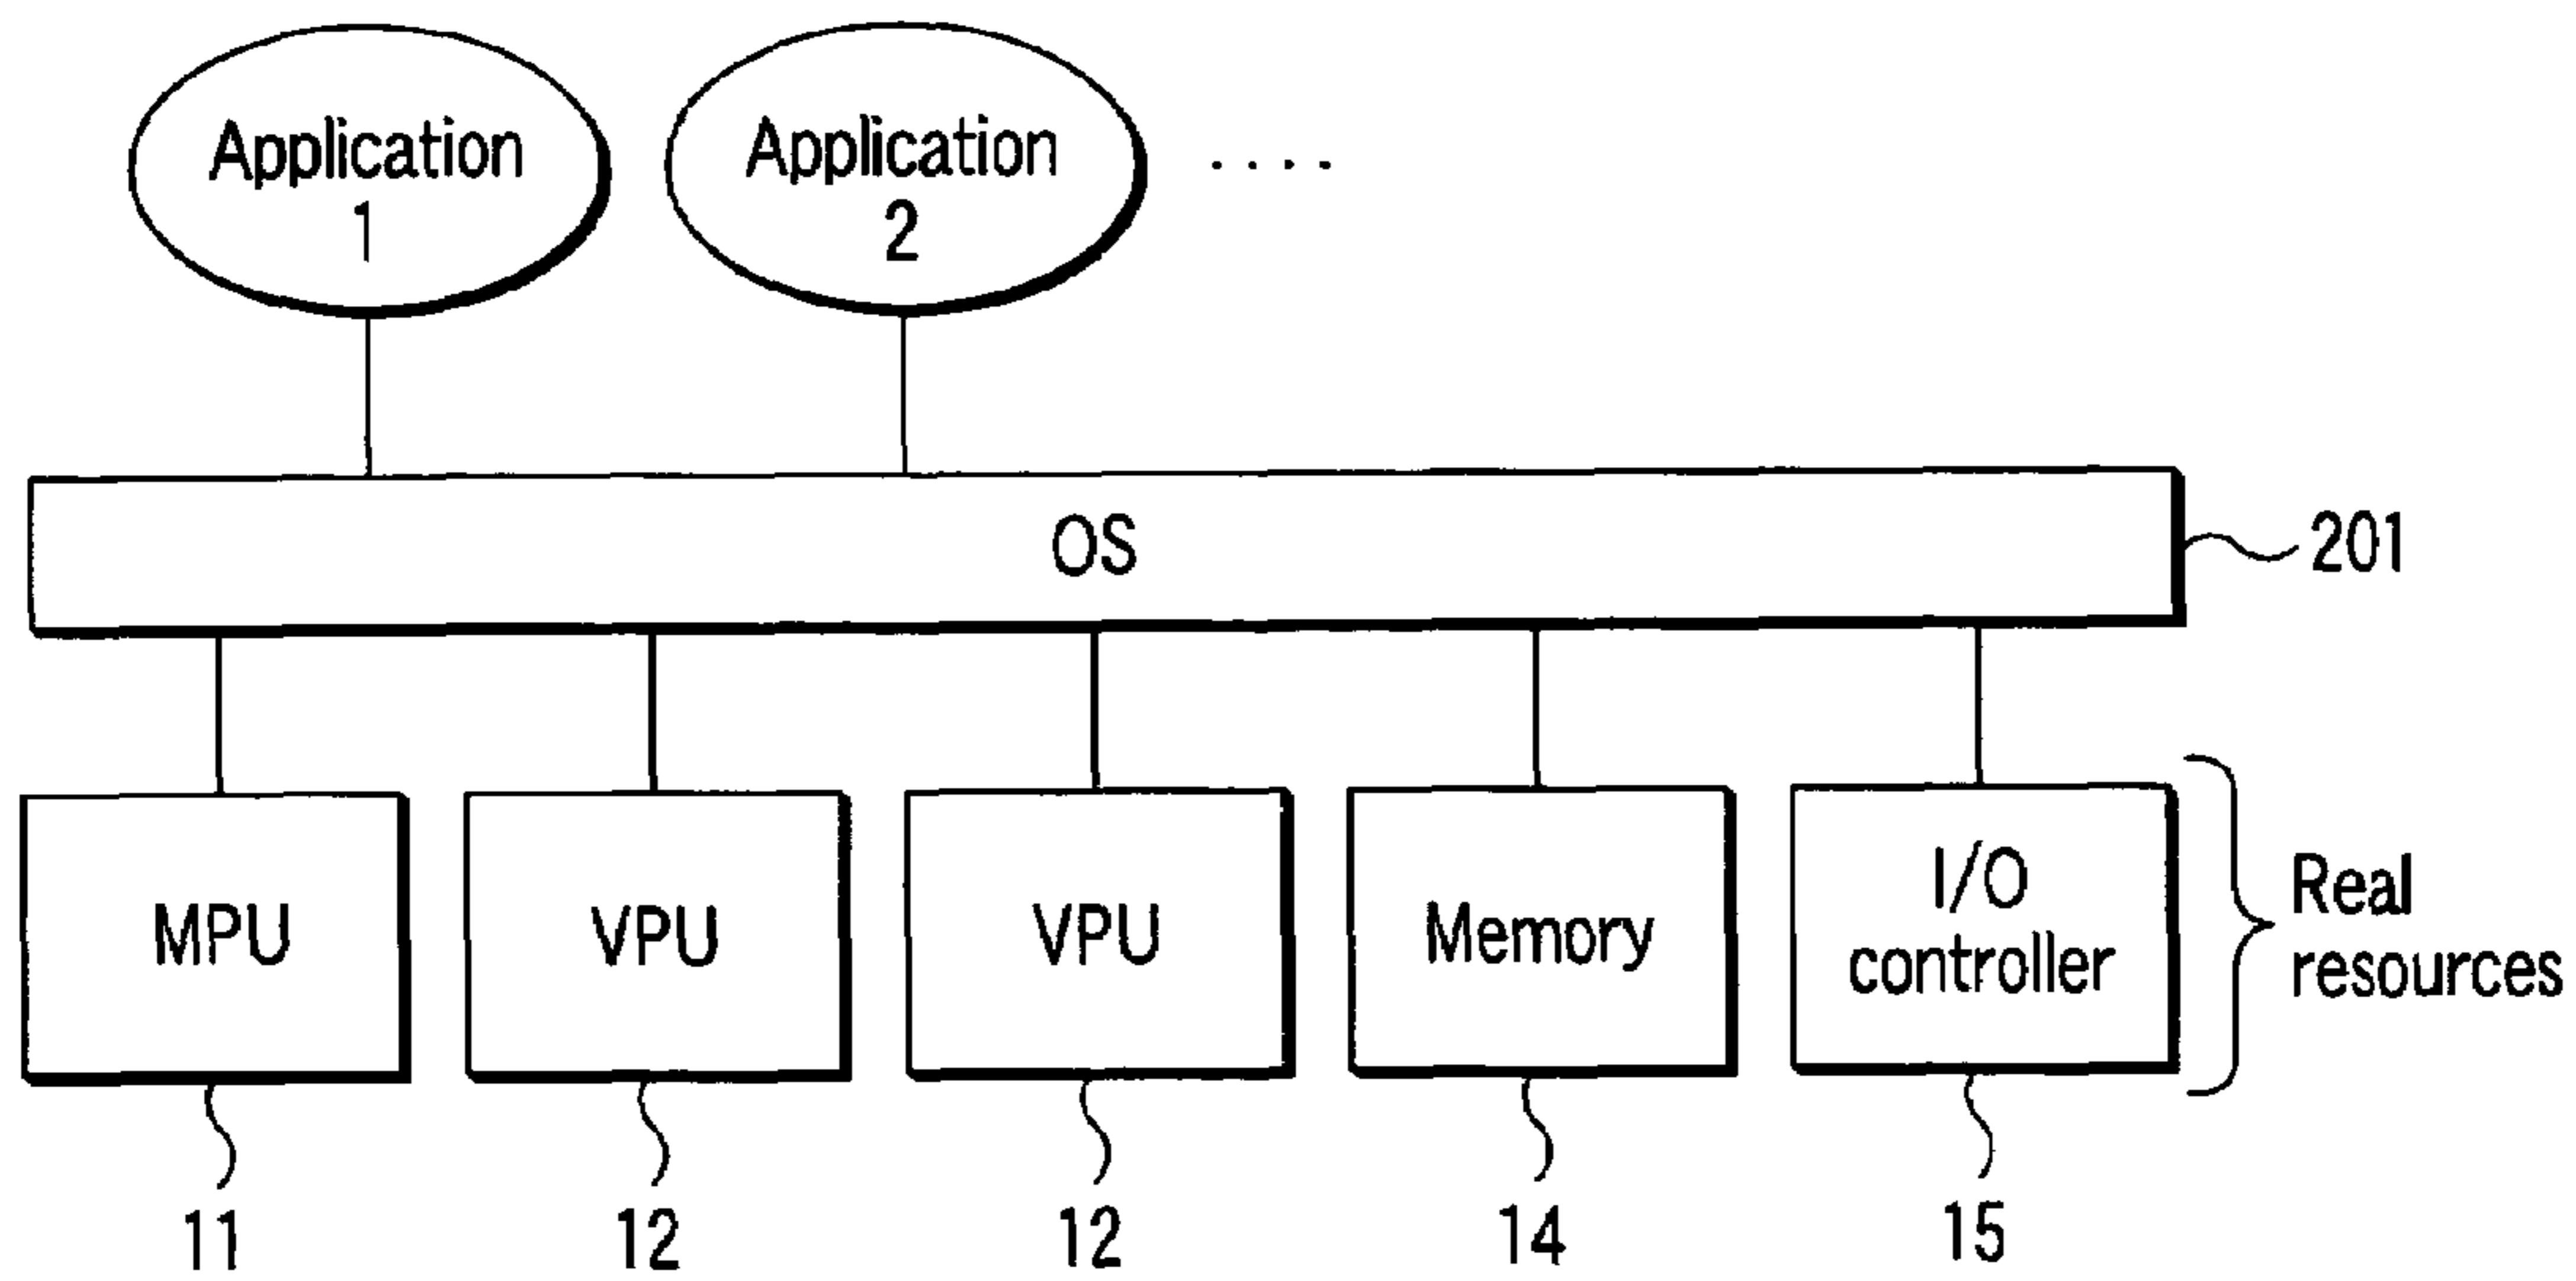 Application
1
Application
2
....
OS
201
MPU
VPU
VPU
Memory
I/O
controller
Real
resources
11
12
12
14
15